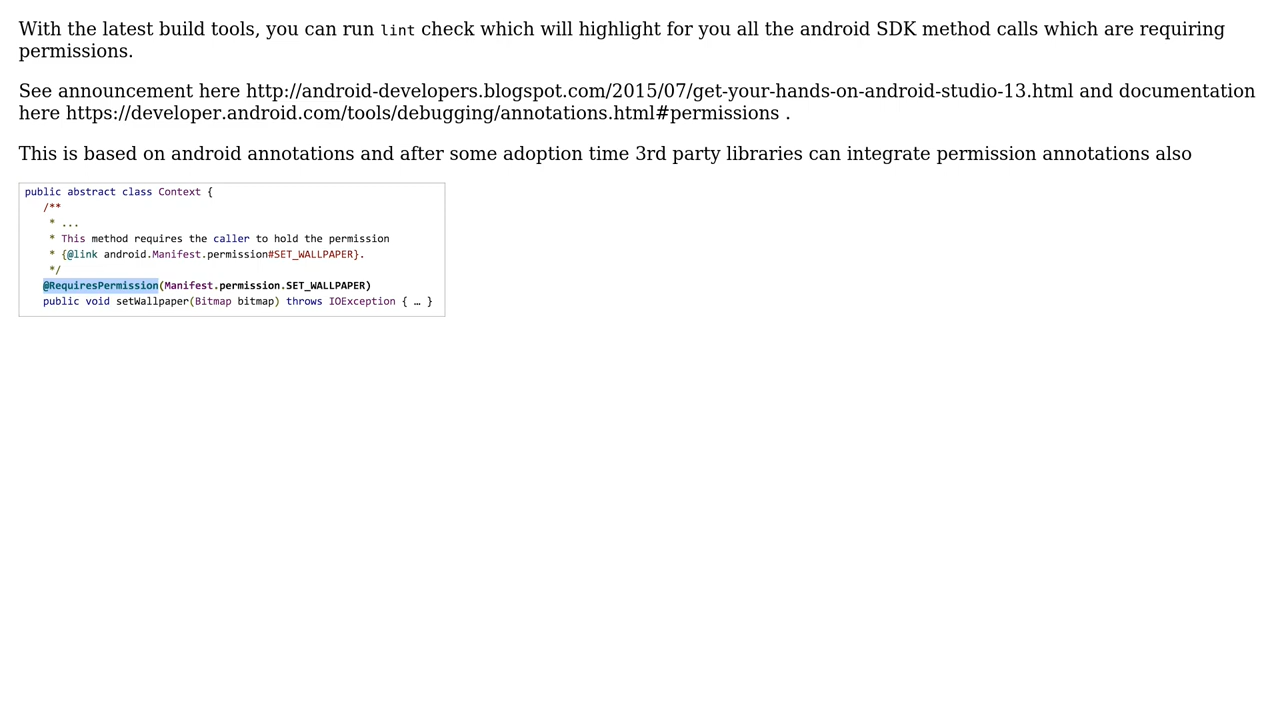 With the latest build tools, you can run lint check which will highlight for you all the android SDK method calls which are requiring
permissions.
See announcement here http://android-developers.blogspot.com/2015/07/get-your-hands-on-android-studio-13.html and documentation
here https://developer.android.com/tools/debugging/annotations.html#permissions .
This is based on android annotations and after some adoption time 3rd party libraries can integrate permission annotations also
public abstract class Context {
/**
* ...
* This method requires the caller to hold the permission
* {@link android.Manifest.permission#SET_WALLPAPER}.
*/
@RequiresPermission(Manifest.permission.SET_WALLPAPER)
public void setWallpaper(Bitmap bitmap) throws IOException { … }